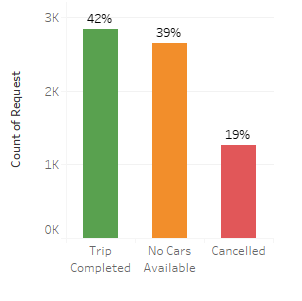 Count of Request
3K
2K
1K
0K
42%
39%
19%
Trip
Completed
No Cars
Available
Cancelled